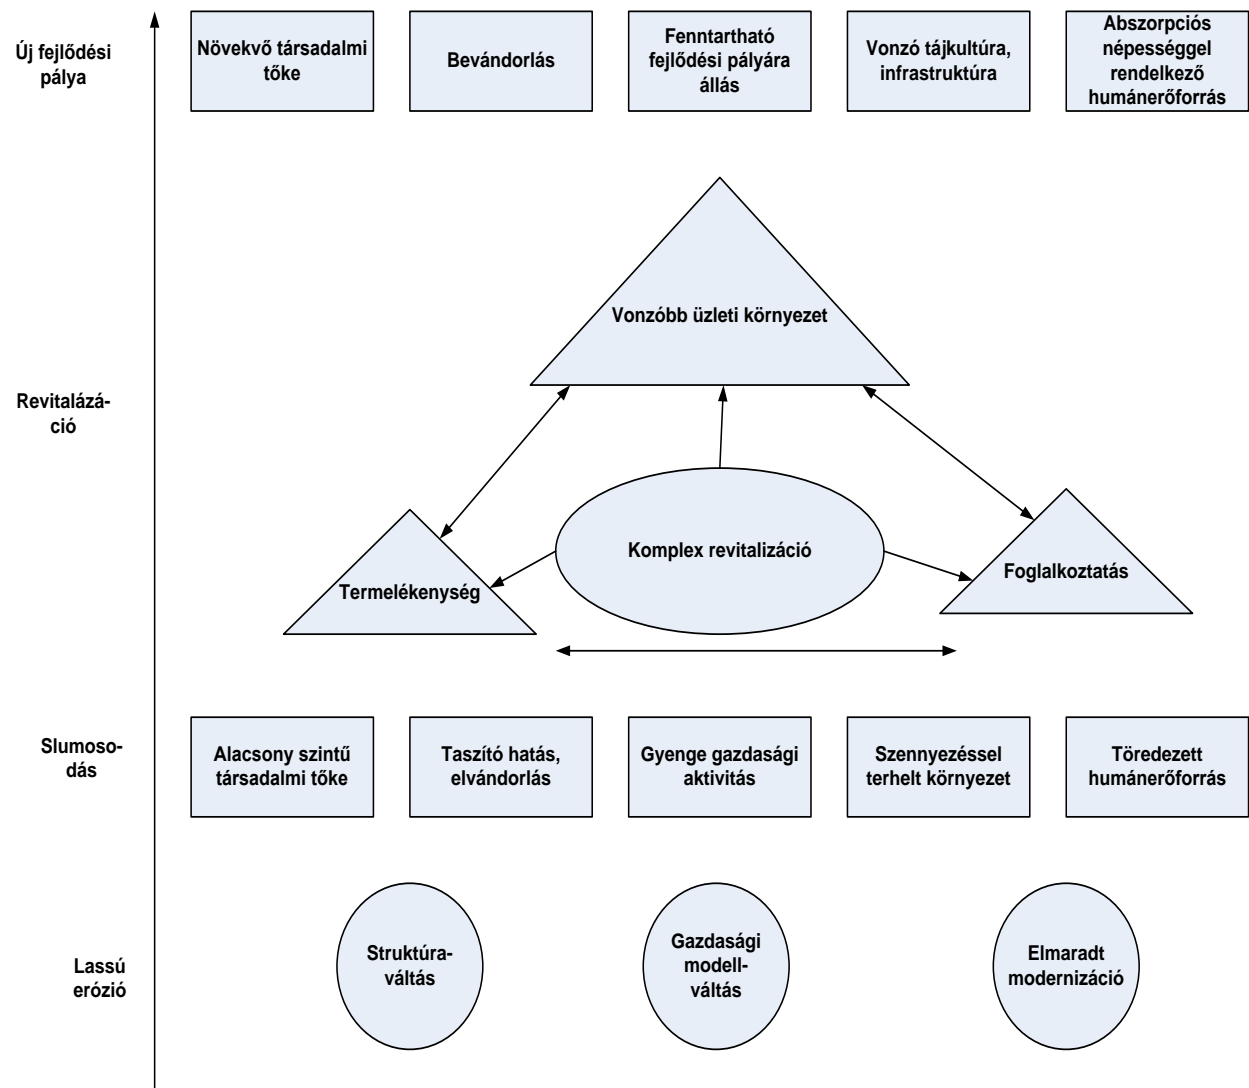 Új fejlődési
pálya
Növekvő társadalmi
tőke
Bevándorlás
Fenntartható
fejlődési pályára
állás
Vonzó tájkultúra,
infrastruktúra
Abszorpciós
népességgel
rendelkező
humánerőforrás
Vonzóbb üzleti környezet
Revitalázá-
ció
Komplex revitalizáció
Termelékenység
Foglalkoztatás
Slumoso-
dás
Alacsony szintű
társadalmi tőke
Taszító hatás,
elvándorlás
Gyenge gazdasági
aktivitás
Szennyezéssel
terhelt környezet
Töredezett
humánerőforrás
Lassú
erózió
Struktúra-
váltás
Gazdasági
modell-
váltás
Elmaradt
modernizáció